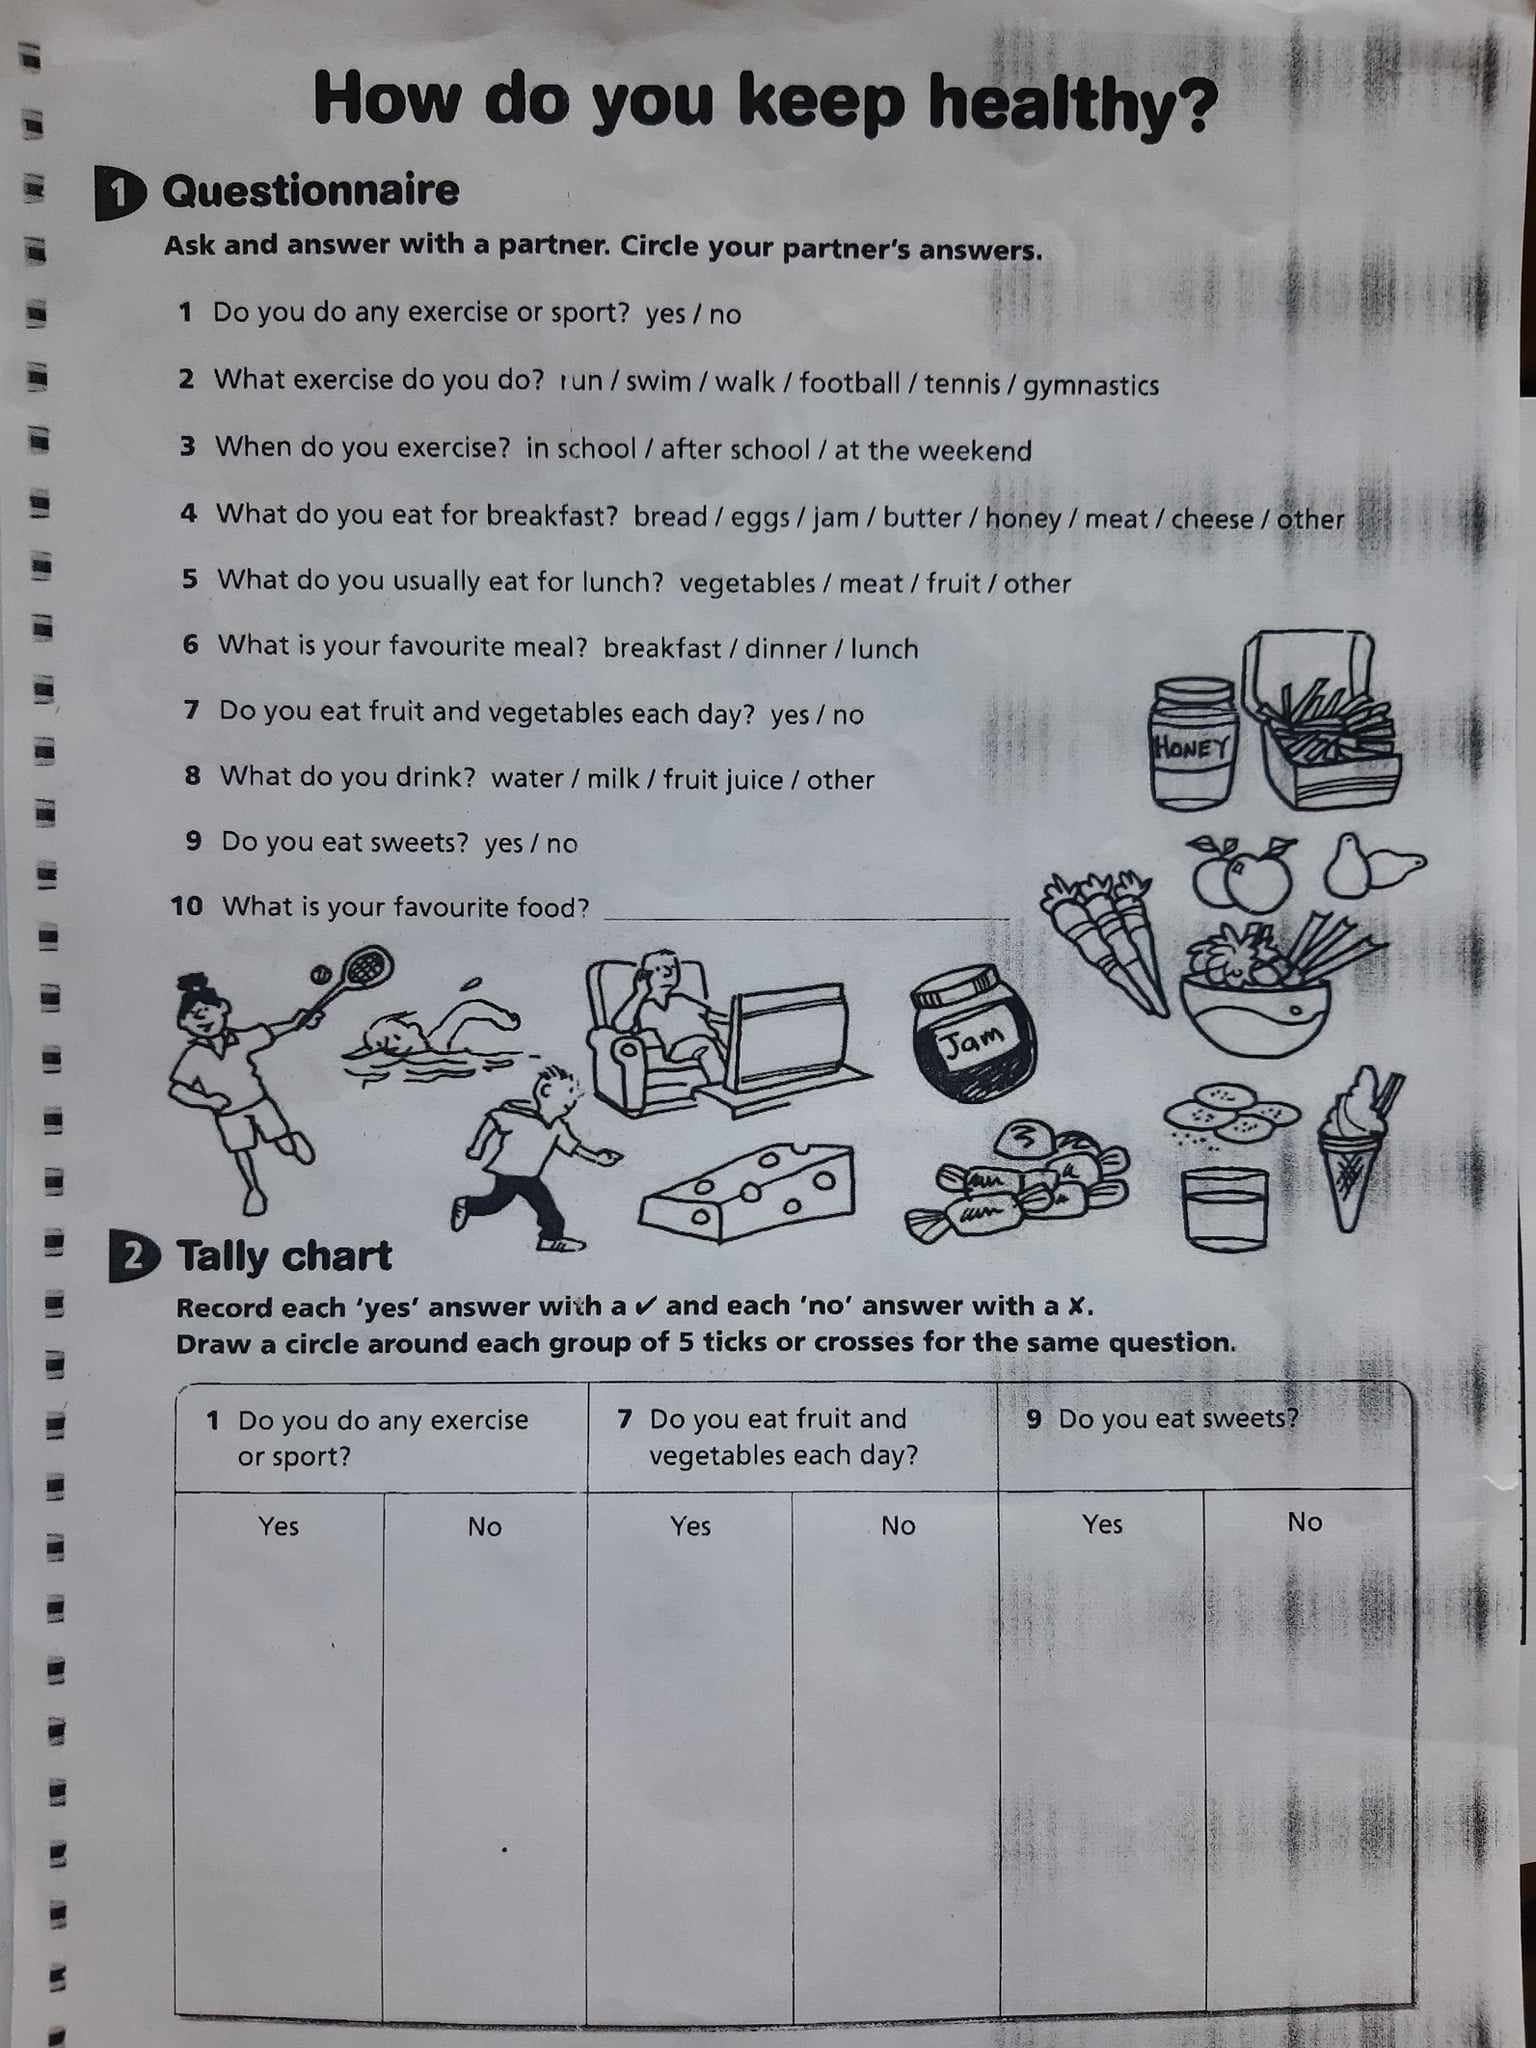 How do you keep healthy?
1 Questionnaire
Ask and answer with a partner. Circle your partner's answers.
1 Do you do any exercise or sport? yes / no
2 What exercise do you do? run / swim / walk / football / tennis / gymnastics
3 When do you exercise? in school / after school / at the weekend
4 What do you eat for breakfast? bread / eggs / jam / butter / honey / meat / cheese / other
5 What do you usually eat for lunch? vegetables / meat / fruit / other
6 What is your favourite meal? breakfast / dinner / lunch
7 Do you eat fruit and vegetables each day? yes / no
HONEY
8 What do you drink? water / milk / fruit juice / other
9 Do you eat sweets? yes / no
10 What is your favourite food?
Jam
2 Tally chart
Record each 'yes' answer with a ✔ and each 'no' answer with a ✘.
Draw a circle around each group of 5 ticks or crosses for the same question.
1 Do you do any exercise
or sport?
7 Do you eat fruit and
vegetables each day?
9 Do you eat sweets?
Yes No Yes No Yes No